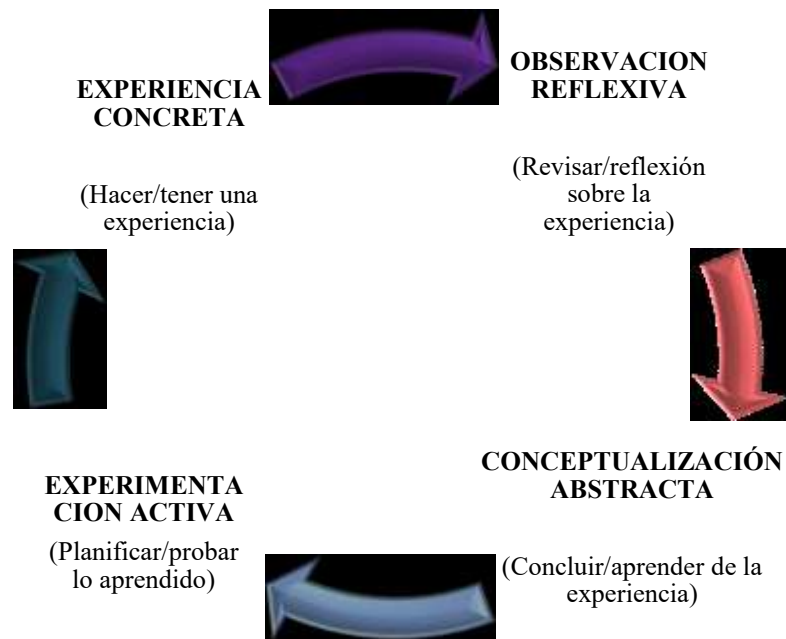 EXPERIENCIA
CONCRETA
(Hacer/tener una
experiencia)
OBSERVACION
REFLEXIVA
(Revisar/reflexión
sobre la
experiencia)
CONCEPTUALIZACIÓN
ABSTRACTA
(Concluir/aprender de la
experiencia)
EXPERIMENTA
CION ACTIVA
(Planificar/probar
lo aprendido)